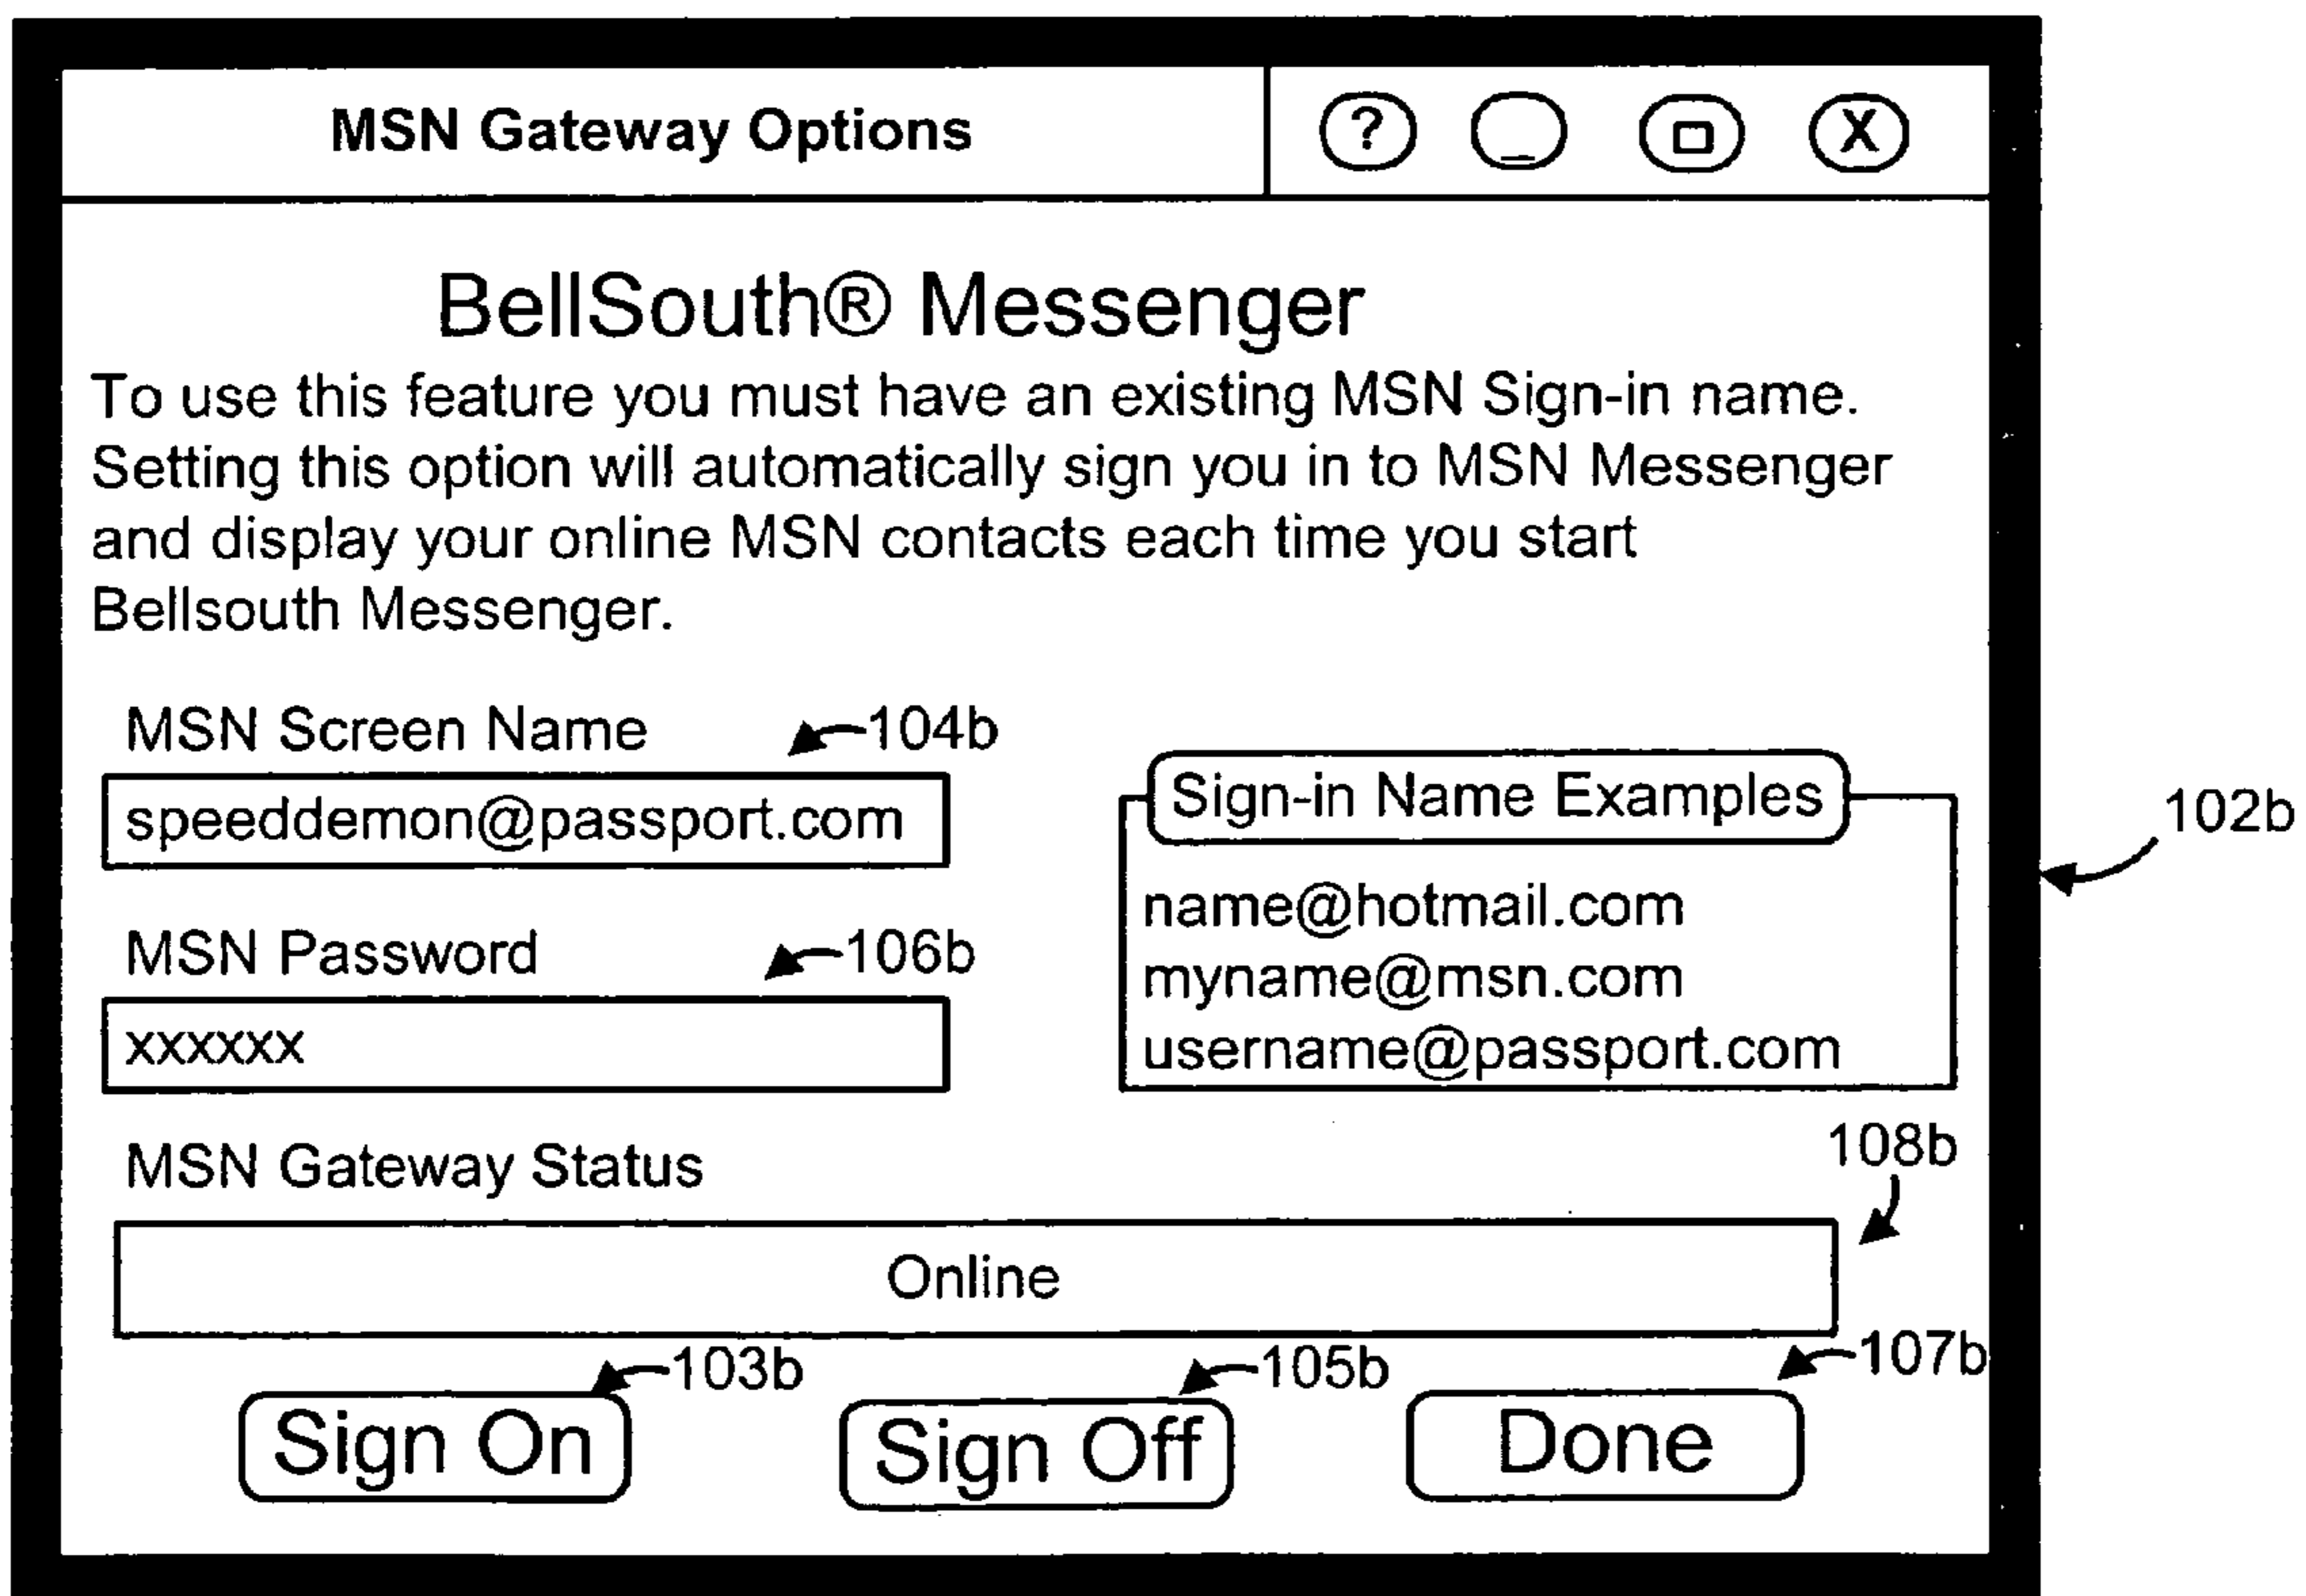 MSN Gateway Options
? _ X
BellSouth® Messenger
To use this feature you must have an existing MSN Sign-in name.
Setting this option will automatically sign you in to MSN Messenger
and display your online MSN contacts each time you start
Bellsouth Messenger.
MSN Screen Name
104b
speeddemon@passport.com
MSN Password
106b
xxxxxx
Sign-in Name Examples
name@hotmail.com
myname@msn.com
username@passport.com
102b
MSN Gateway Status
108b
Online
103b
105b
107b
Sign On
Sign Off
Done